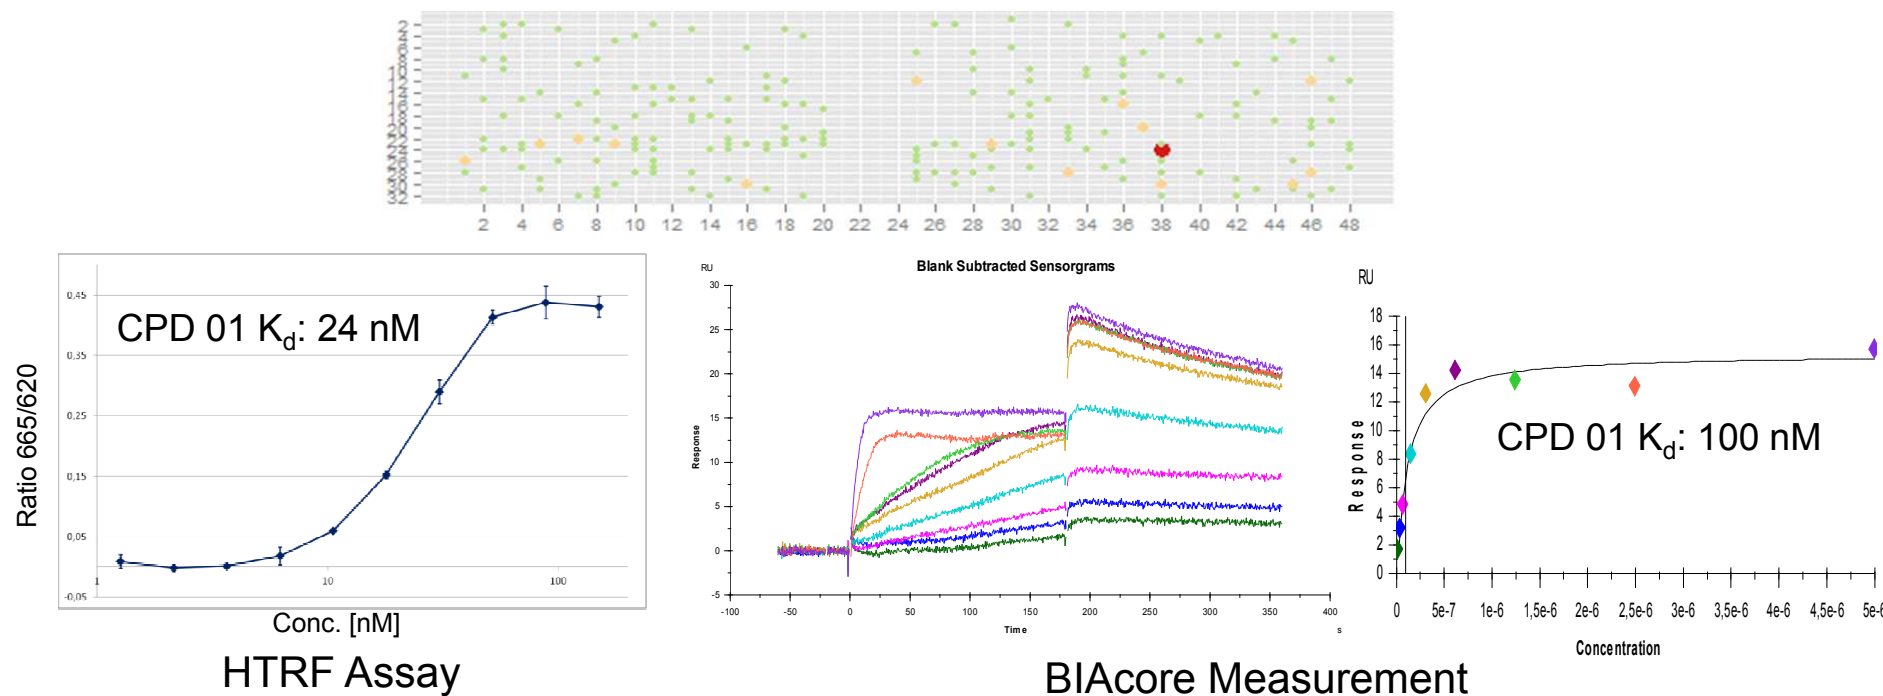 2
4
6
8
10
12
14
16
18
20
22
24
26
28
30
32
2 4 6 8 10 12 14 16 18 20 22 24 26 28 30 32 34 36 38 40 42 44 46 48
0,45
0,35
0,25
0,15
0,05
-0,05
1 10 100
Ratio 665/620
CPD 01 Kd: 24 nM
Conc. [nM]
HTRF Assay
Blank Subtracted Sensorgrams
RU
30
25
20
15
10
5
0
-5
-100 -50 0 50 100 150 200 250 300 350 400
Response
Time
s
RU
18
16
14
12
10
8
6
4
2
0
0 5e-7 1e-6 1,5e-6 2e-6 2,5e-6 3e-6 3,5e-6 4e-6 4,5e-6 5e-6
Response
CPD 01 Kd: 100 nM
Concentration
BIAcore Measurement